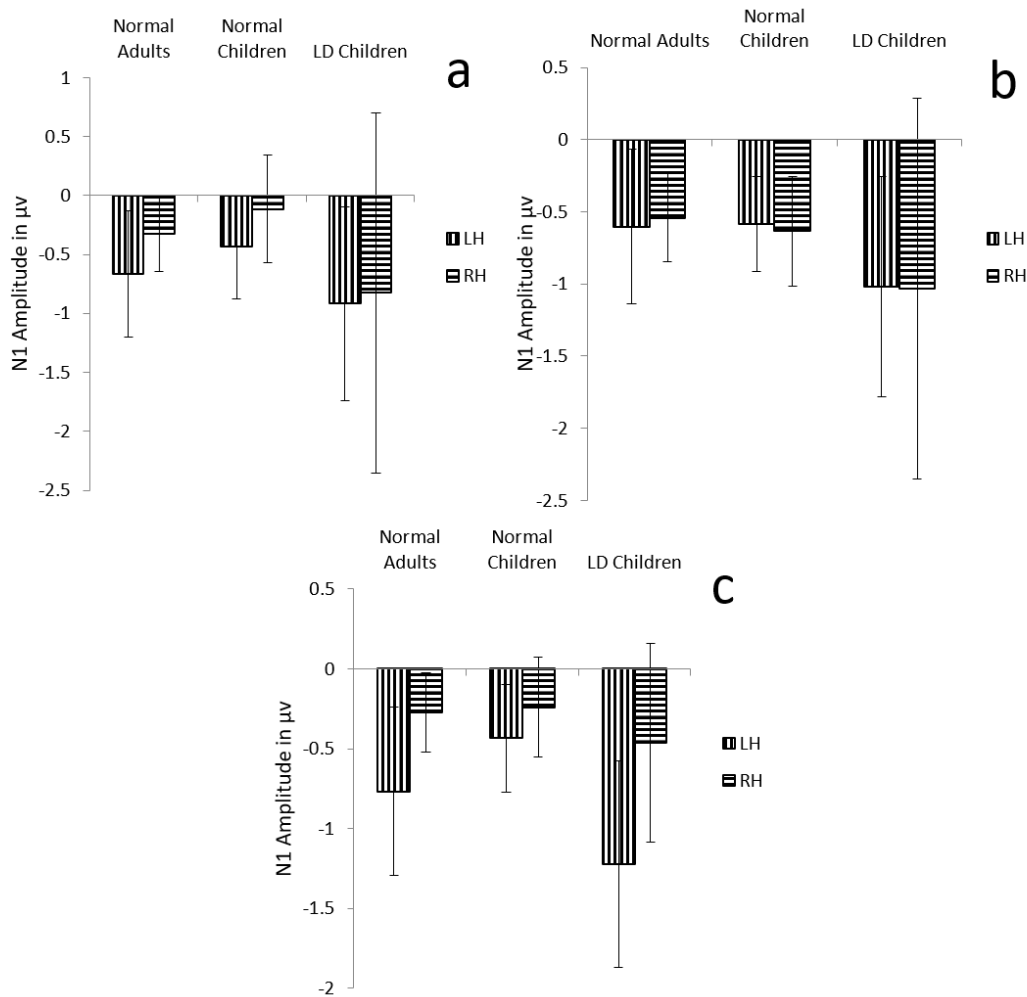 Normal
Adults
Normal
Children
LD Children
a
1
0.5
0
-0.5
-1
-1.5
-2
-2.5
N1 Amplitude in µv
LH
RH
Normal Adults
Normal
Children
LD Children
b
0.5
0
-0.5
-1
-1.5
-2
-2.5
N1 Amplitude in µv
LH
RH
Normal
Adults
Normal
Children
LD Children
c
0.5
0
-0.5
-1
-1.5
-2
N1 Amplitude in µv
LH
RH